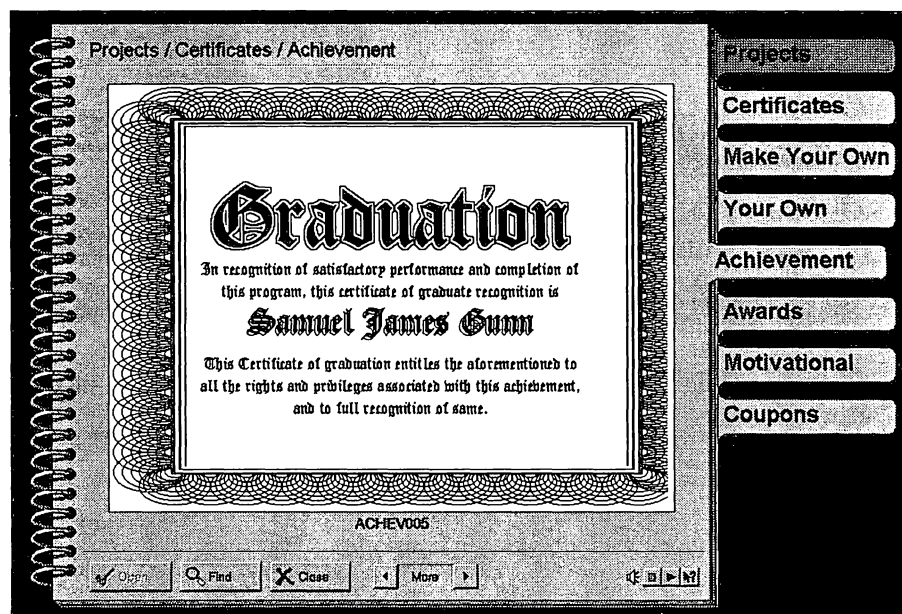 Projects / Certificates / Achievement
Graduation
In recognition of satisfactory performance and completion of
this program, this certificate of graduate recognition is
Samuel James Gunn
This Certificate of graduation entitles the aforementioned to
all the rights and privileges associated with this achievement,
and to full recognition of same.
ACHEV005
Open
Find
Close
More
Projects
Certificates
Make Your Own
Your Own
Achievement
Awards
Motivational
Coupons